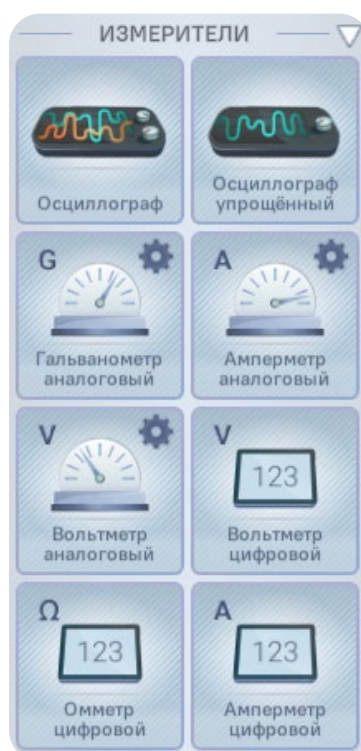 ИЗМЕРИТЕЛИ
Осциллограф
Осциллограф
упрощённый
G
Гальванометр
аналоговый
A
Амперметр
аналоговый
V
Вольтметр
аналоговый
V
123
Вольтметр
цифровой
Ω
123
Омметр
цифровой
A
123
Амперметр
цифровой